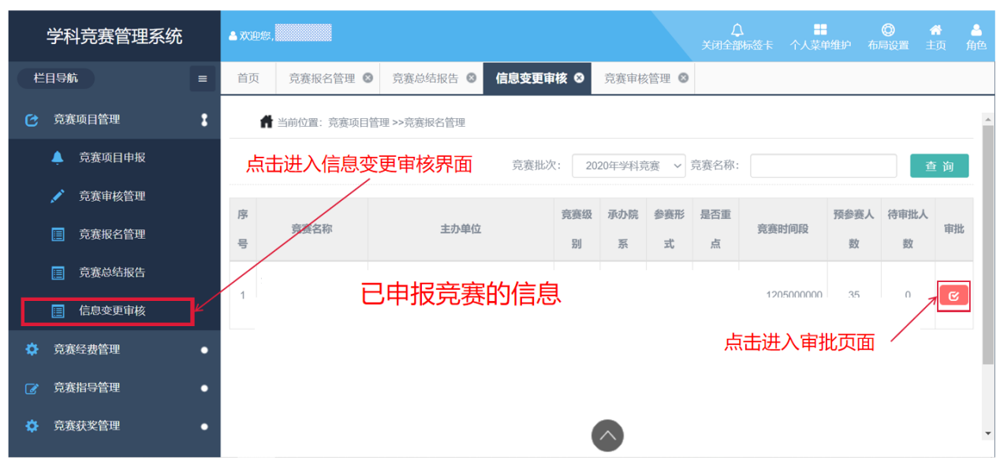 学科竞赛管理系统
欢迎您,
关闭全部标签卡 个人菜单维护 布局设置 主页 角色
栏目导航
首页 竞赛报名管理 竞赛总结报告 信息变更审核 竞赛审核管理
竞赛项目管理
当前位置：竞赛项目管理 >>竞赛报名管理
竞赛项目申报
点击进入信息变更审核界面
竞赛批次： 2020年学科竞赛 竞赛名称： 查 询
竞赛审核管理
竞赛报名管理
序号 竞赛名称 主办单位 竞赛级别 承办院系 参赛形式 是否重点 竞赛时间段 预参赛人数 待审批人数 审批
竞赛总结报告
1 已申报竞赛的信息 1205000000 35 0
信息变更审核
点击进入审批页面
竞赛经费管理
竞赛指导管理
竞赛获奖管理